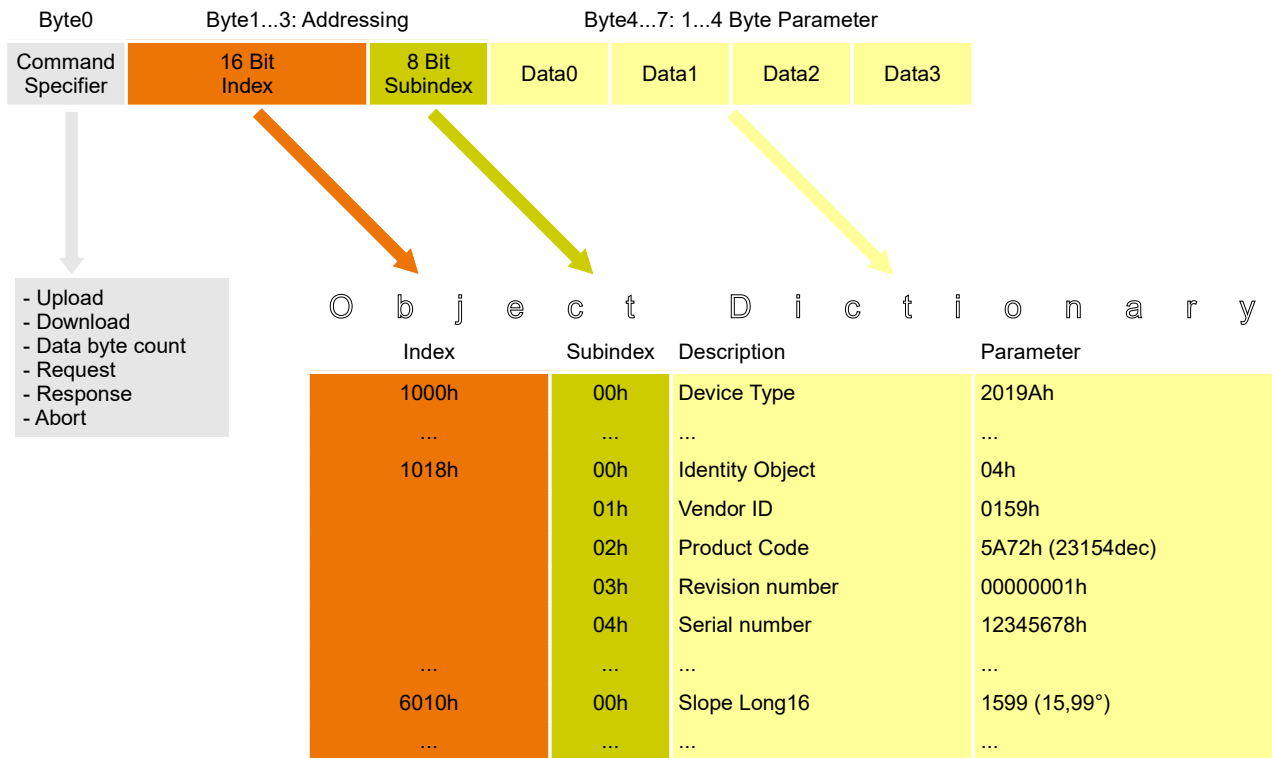 Byte0 Byte1...3: Addressing Byte4...7: 1...4 Byte Parameter
Command Specifier
16 Bit Index
8 Bit Subindex
Data0 Data1 Data2 Data3
- Upload
- Download
- Data byte count
- Request
- Response
- Abort
Object Dictionary
Index Subindex Description Parameter
1000h 00h Device Type 2019Ah
... ... ... ...
1018h 00h Identity Object 04h
01h Vendor ID 0159h
02h Product Code 5A72h (23154dec)
03h Revision number 00000001h
04h Serial number 12345678h
... ... ... ...
6010h 00h Slope Long16 1599 (15,99°)
... ... ... ...